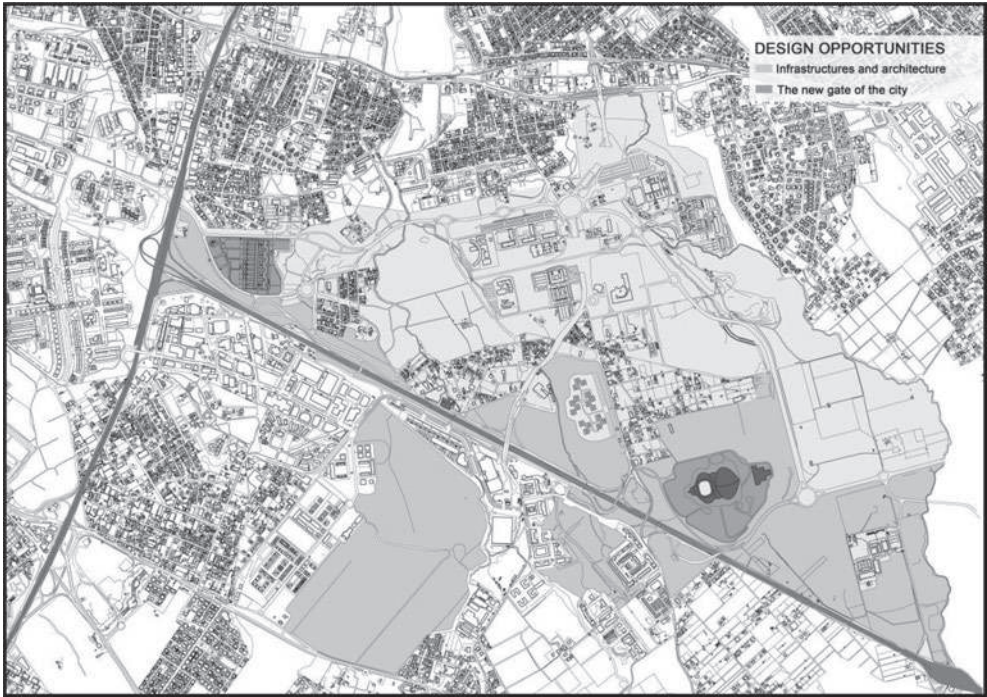 DESIGN OPPORTUNITIES
Infrastructures and architecture
The new gate of the city